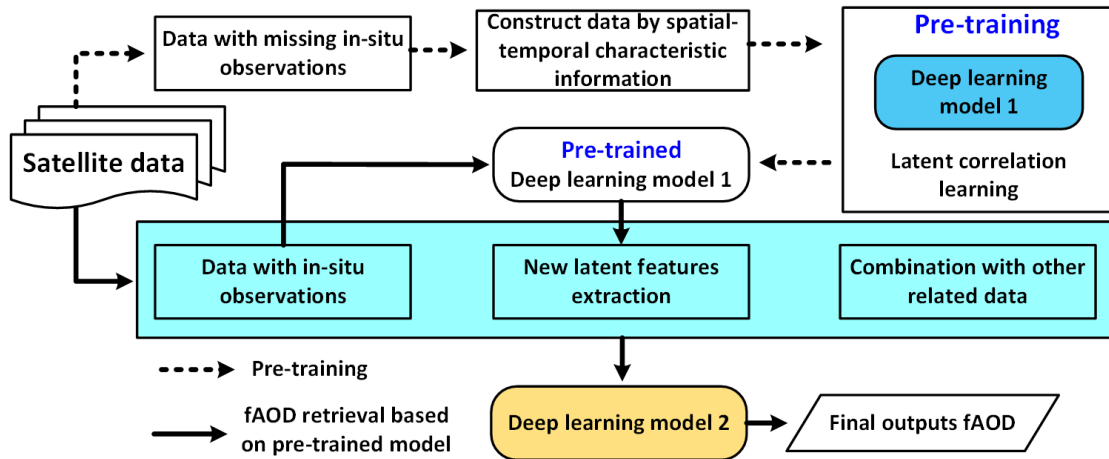 Data with missing in-situ
observations
Construct data by spatial-
temporal characteristic
information
Pre-training
Deep learning
model 1
Latent correlation
learning
Satellite data
Pre-trained
Deep learning model 1
Data with in-situ
observations
New latent features
extraction
Combination with other
related data
Pre-training
fAOD retrieval based
on pre-trained model
Deep learning model 2
Final outputs fAOD